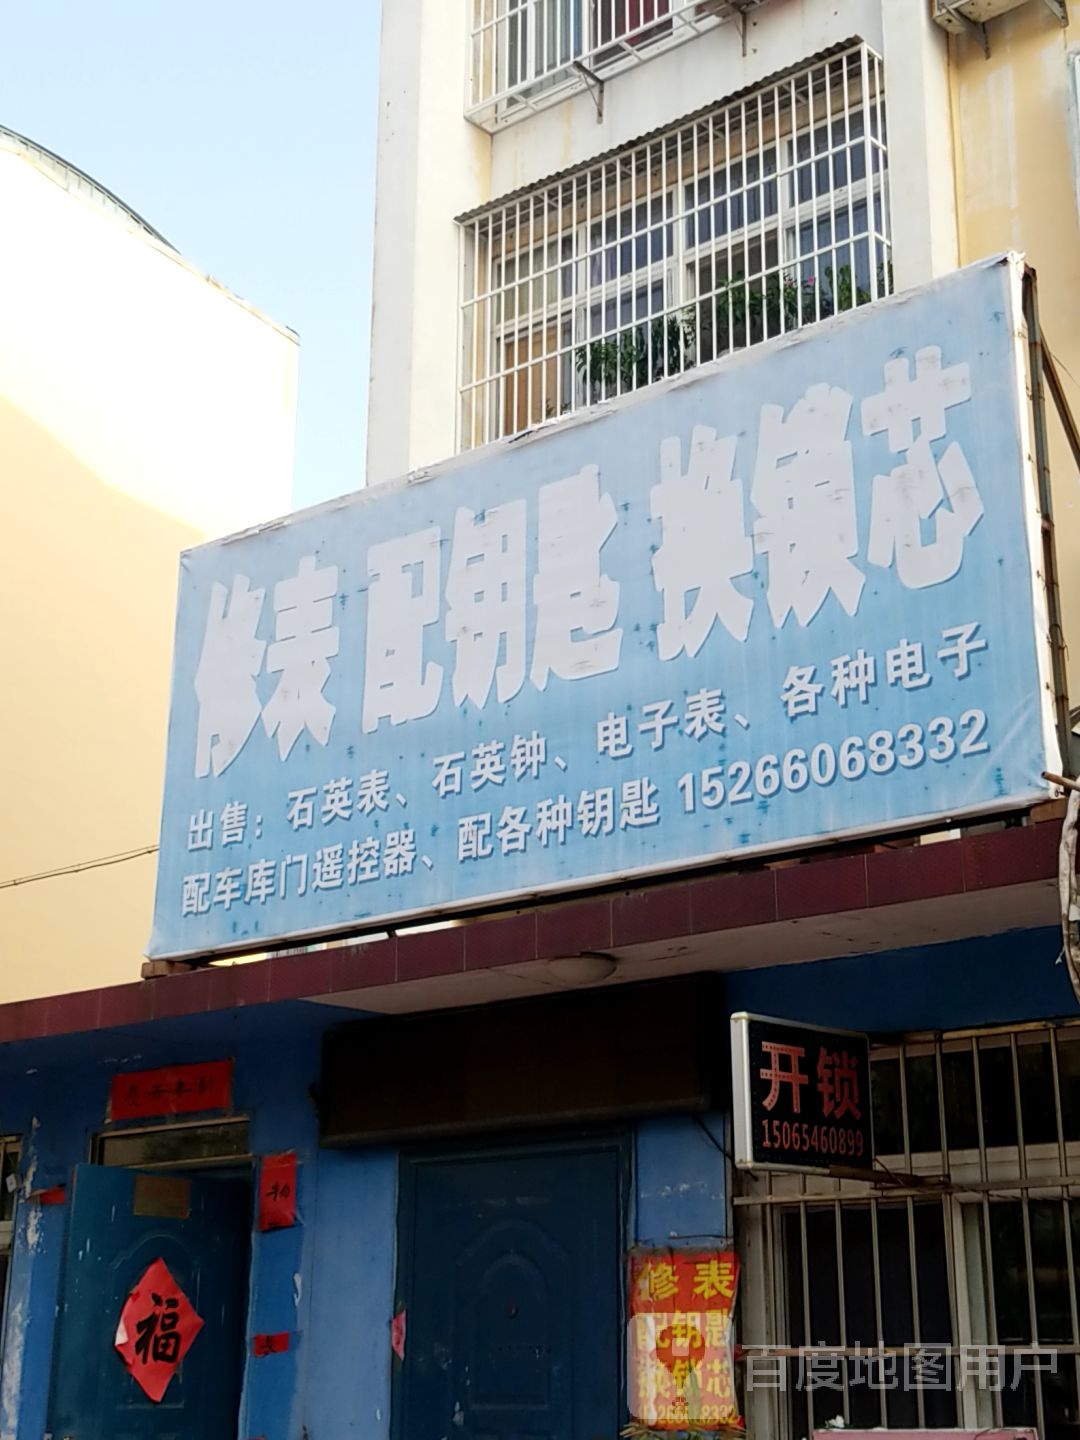 修表 配钥匙 换锁芯
出售：石英表、石英钟、电子表、各种电子
配车库门遥控器、配各种钥匙 15266068332
开锁
15065460899
福
修表
配钥匙
换锁芯
15266068332
百度地图用户